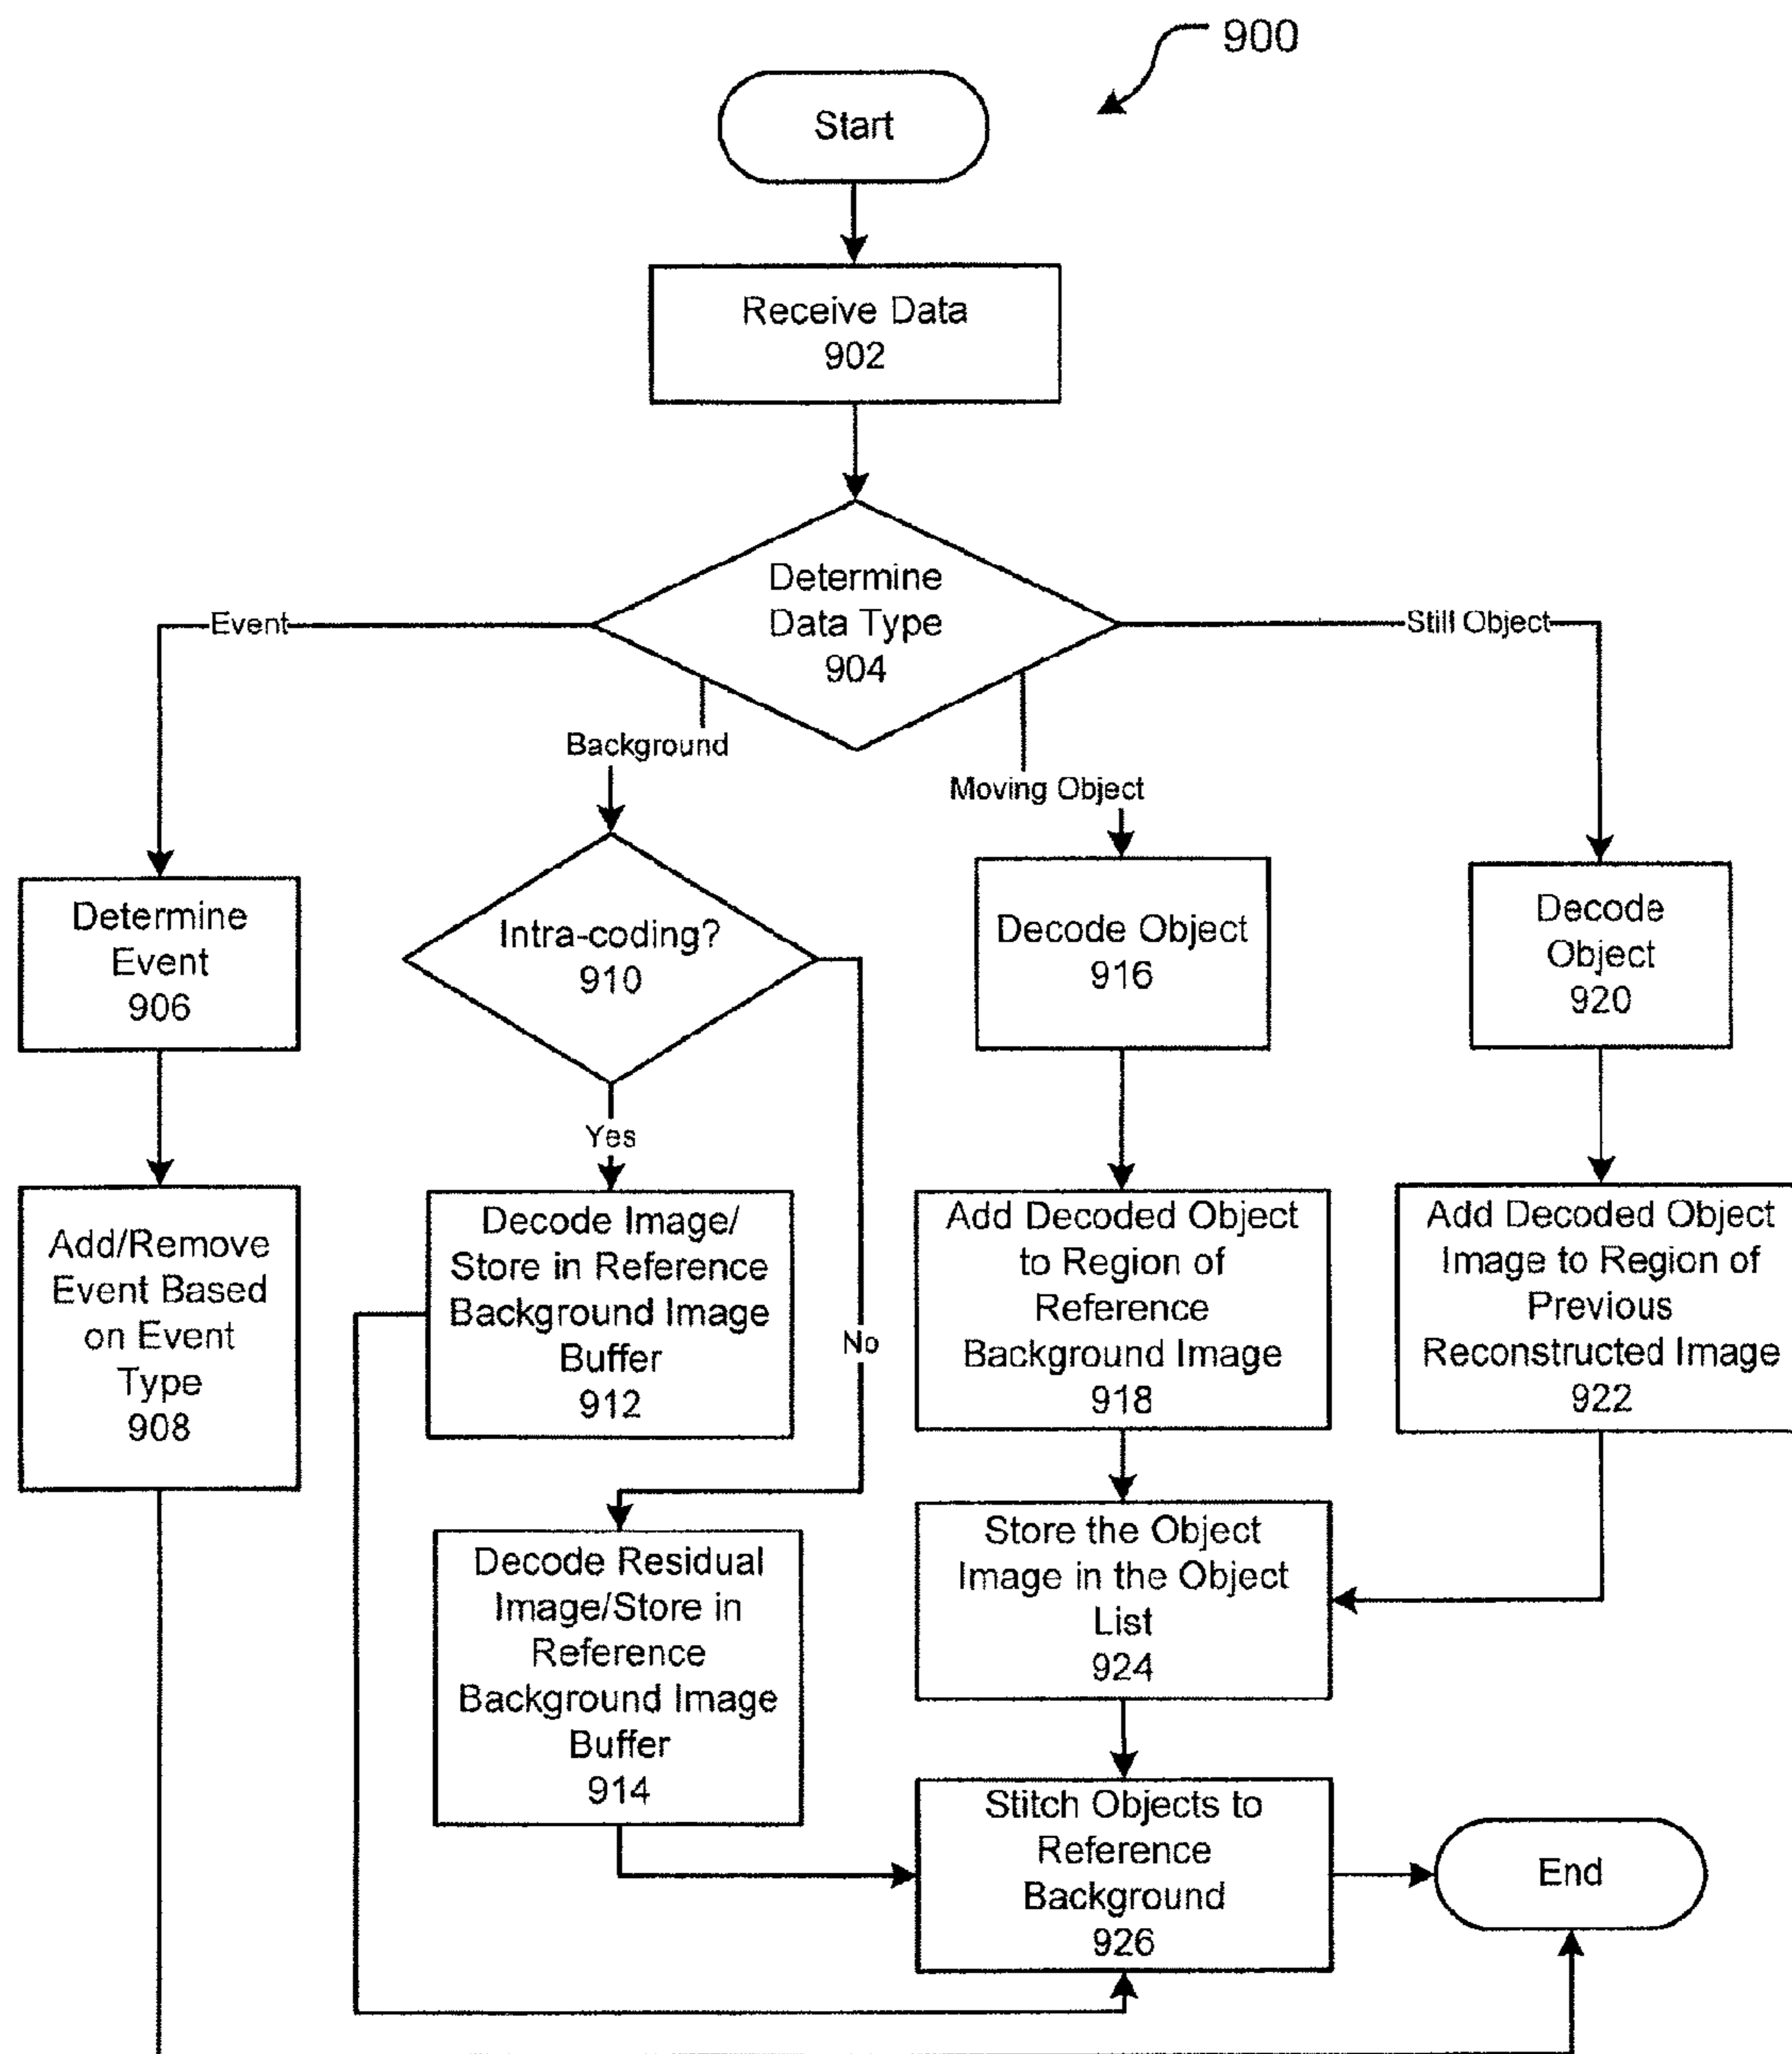 900
Start
Receive Data
902
Determine
Data Type
904
Event
Still Object
Background
Moving Object
Determine
Event
906
Intra-coding?
910
Decode Object
916
Decode
Object
920
Yes
No
Add/Remove
Event Based
on Event
Type
908
Decode Image/
Store in Reference
Background Image
Buffer
912
Add Decoded Object
to Region of
Reference
Background Image
918
Add Decoded Object
Image to Region of
Previous
Reconstructed Image
922
Decode Residual
Image/Store in
Reference
Background Image
Buffer
914
Store the Object
Image in the Object
List
924
Stitch Objects to
Reference
Background
926
End